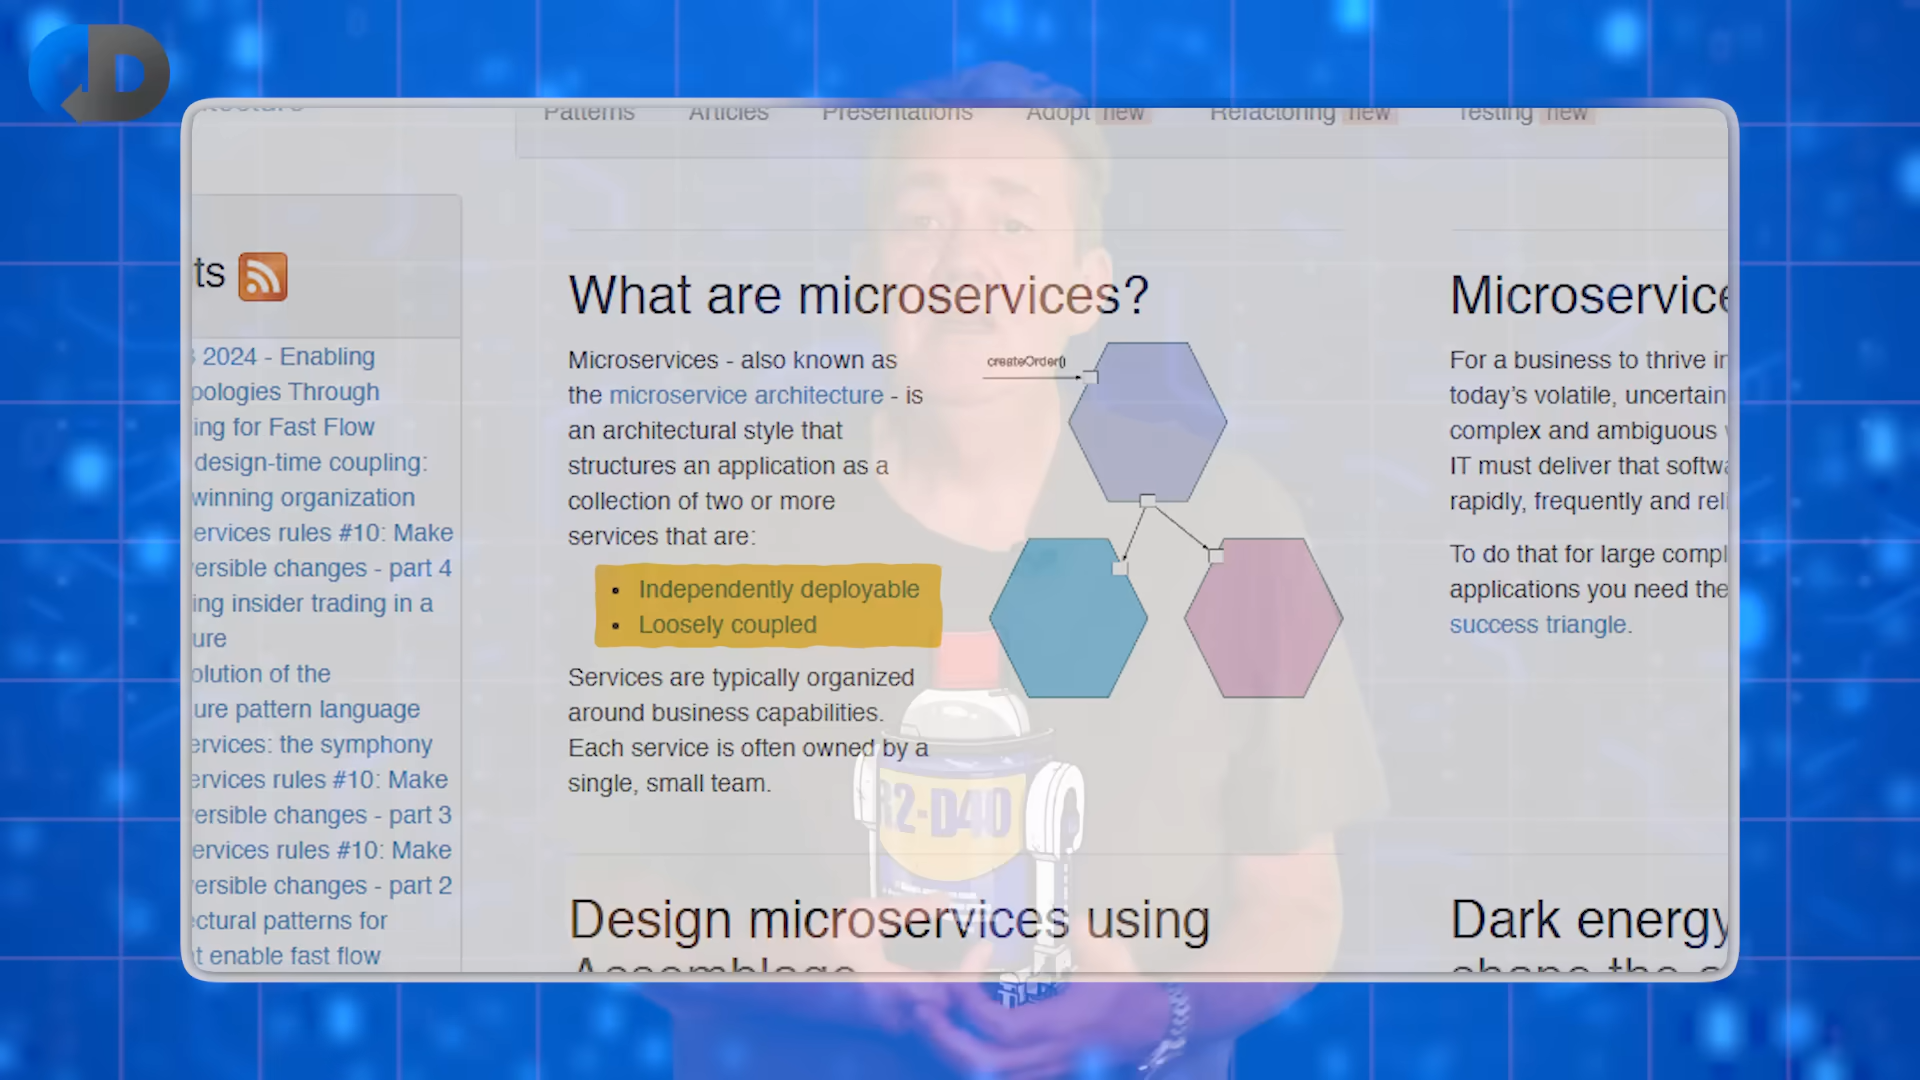 Patterns Articles Presentations Adopt new Refactoring new Testing new
ts
2024 - Enabling
pologies Through
ing for Fast Flow
design-time coupling:
winning organization
ervices rules #10: Make
ersible changes - part 4
ing insider trading in a
ure
olution of the
ure pattern language
ervices: the symphony
ervices rules #10: Make
ersible changes - part 3
ervices rules #10: Make
ersible changes - part 2
ectural patterns for
t enable fast flow
What are microservices?
Microservices - also known as
the microservice architecture - is
an architectural style that
structures an application as a
collection of two or more
services that are:
• Independently deployable
• Loosely coupled
Services are typically organized
around business capabilities.
Each service is often owned by a
single, small team.
createOrder()
Design microservices using
Assemblage
Microservice
For a business to thrive in
today's volatile, uncertain
complex and ambiguous
IT must deliver that softwa
rapidly, frequently and reli
To do that for large compl
applications you need the
success triangle.
Dark energy
R2-D40